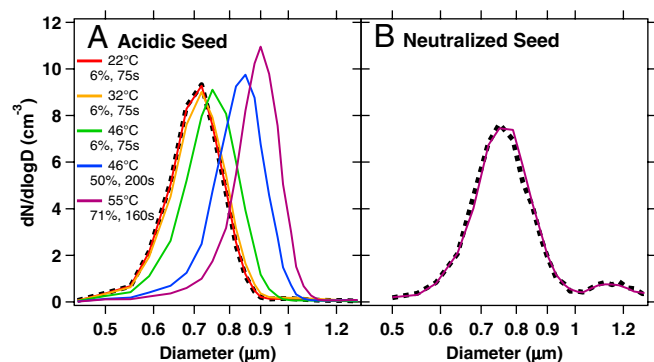 A Acidic Seed
22°C
6%, 75s
32°C
6%, 75s
46°C
6%, 75s
46°C
50%, 200s
55°C
71%, 160s
dN/dlogD (cm-3)
12
10
8
6
4
2
0
0.5 0.6 0.7 0.8 0.9 1 1.2
Diameter (µm)
B Neutralized Seed
0.5 0.6 0.7 0.8 0.9 1 1.2
Diameter (µm)